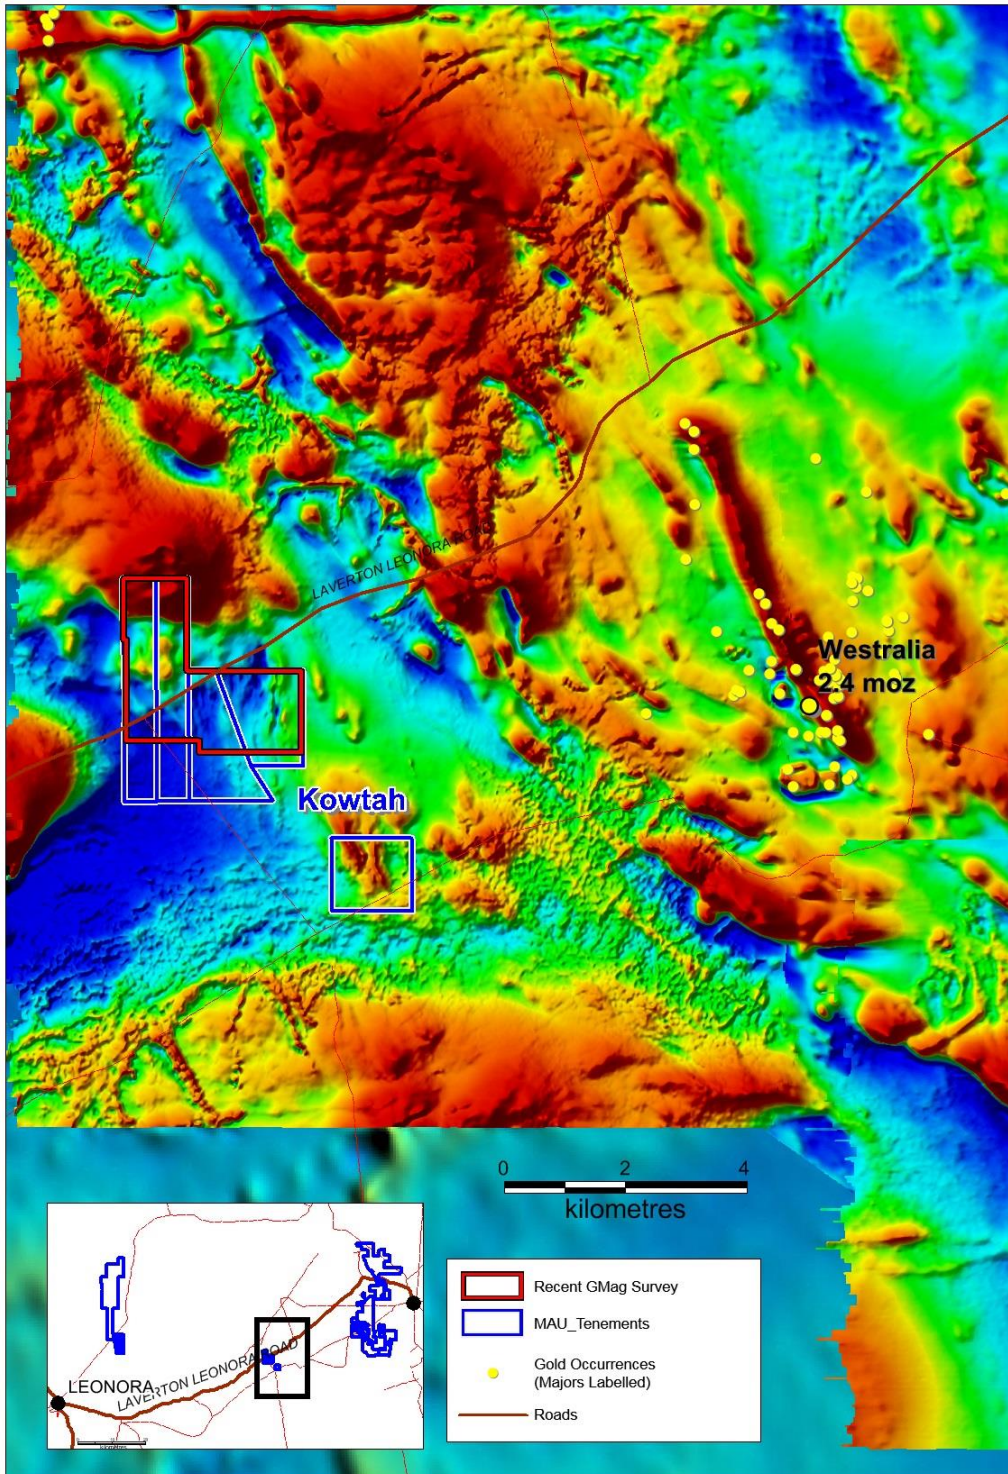 LAVERTON LEONORA ROAD
Westralia
2.4 moz
Kowtah
0 2 4
kilometres
LEONORA
LAVERTON LEONORA ROAD
kilometres
Recent GMag Survey
MAU_Tenements
Gold Occurrences
(Majors Labelled)
Roads